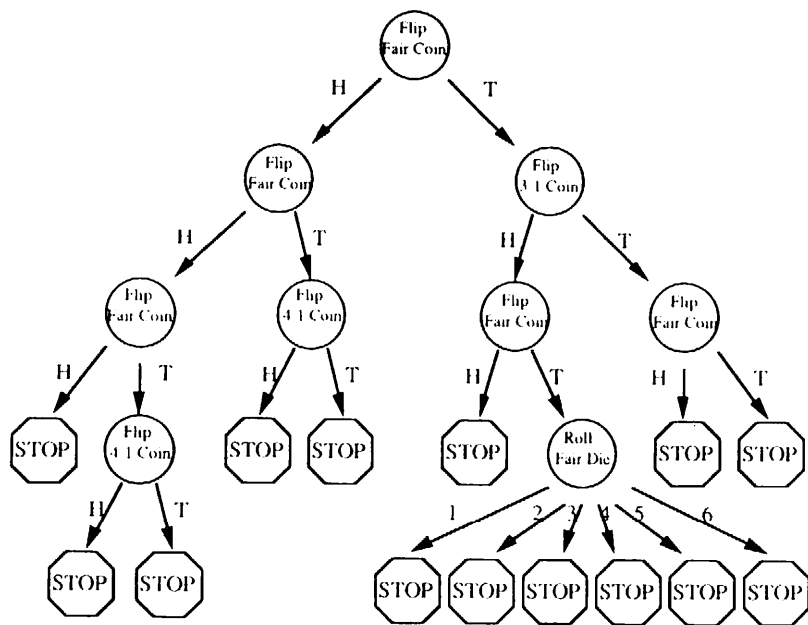 Flip
Fair Coin
H
T
Flip
Fair Coin
Flip
3 1 Coin
H
T
H
T
Flip
Fair Coin
Flip
4 1 Coin
Flip
Fair Coin
Flip
Fair Coin
H
T
H
T
H
T
H
T
STOP
Flip
4 1 Coin
STOP
STOP
STOP
Roll
Fair Die
STOP
STOP
H
T
1
2
3
4
5
6
STOP
STOP
STOP
STOP
STOP
STOP
STOP
STOP